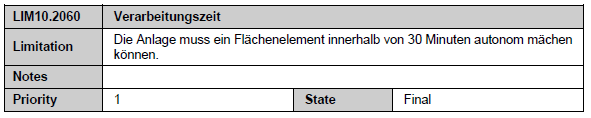 LIM10.2060 Verarbeitungszeit
Limitation Die Anlage muss ein Flächenelement innerhalb von 30 Minuten autonom mächen
können.
Notes
Priority 1 State Final